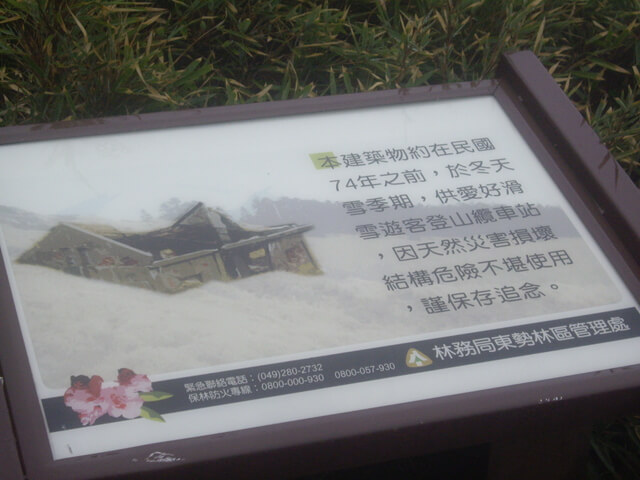 本建築物約在民國
74年之前，於冬天
雪季期，供愛好滑
雪遊客登山纜車站
，因天然災害損壞
結構危險不堪使用
，謹保存追念。
緊急聯絡電話：(049)280-2732
保林防火專線：0800-000-930 0800-057-930
林務局東勢林區管理處